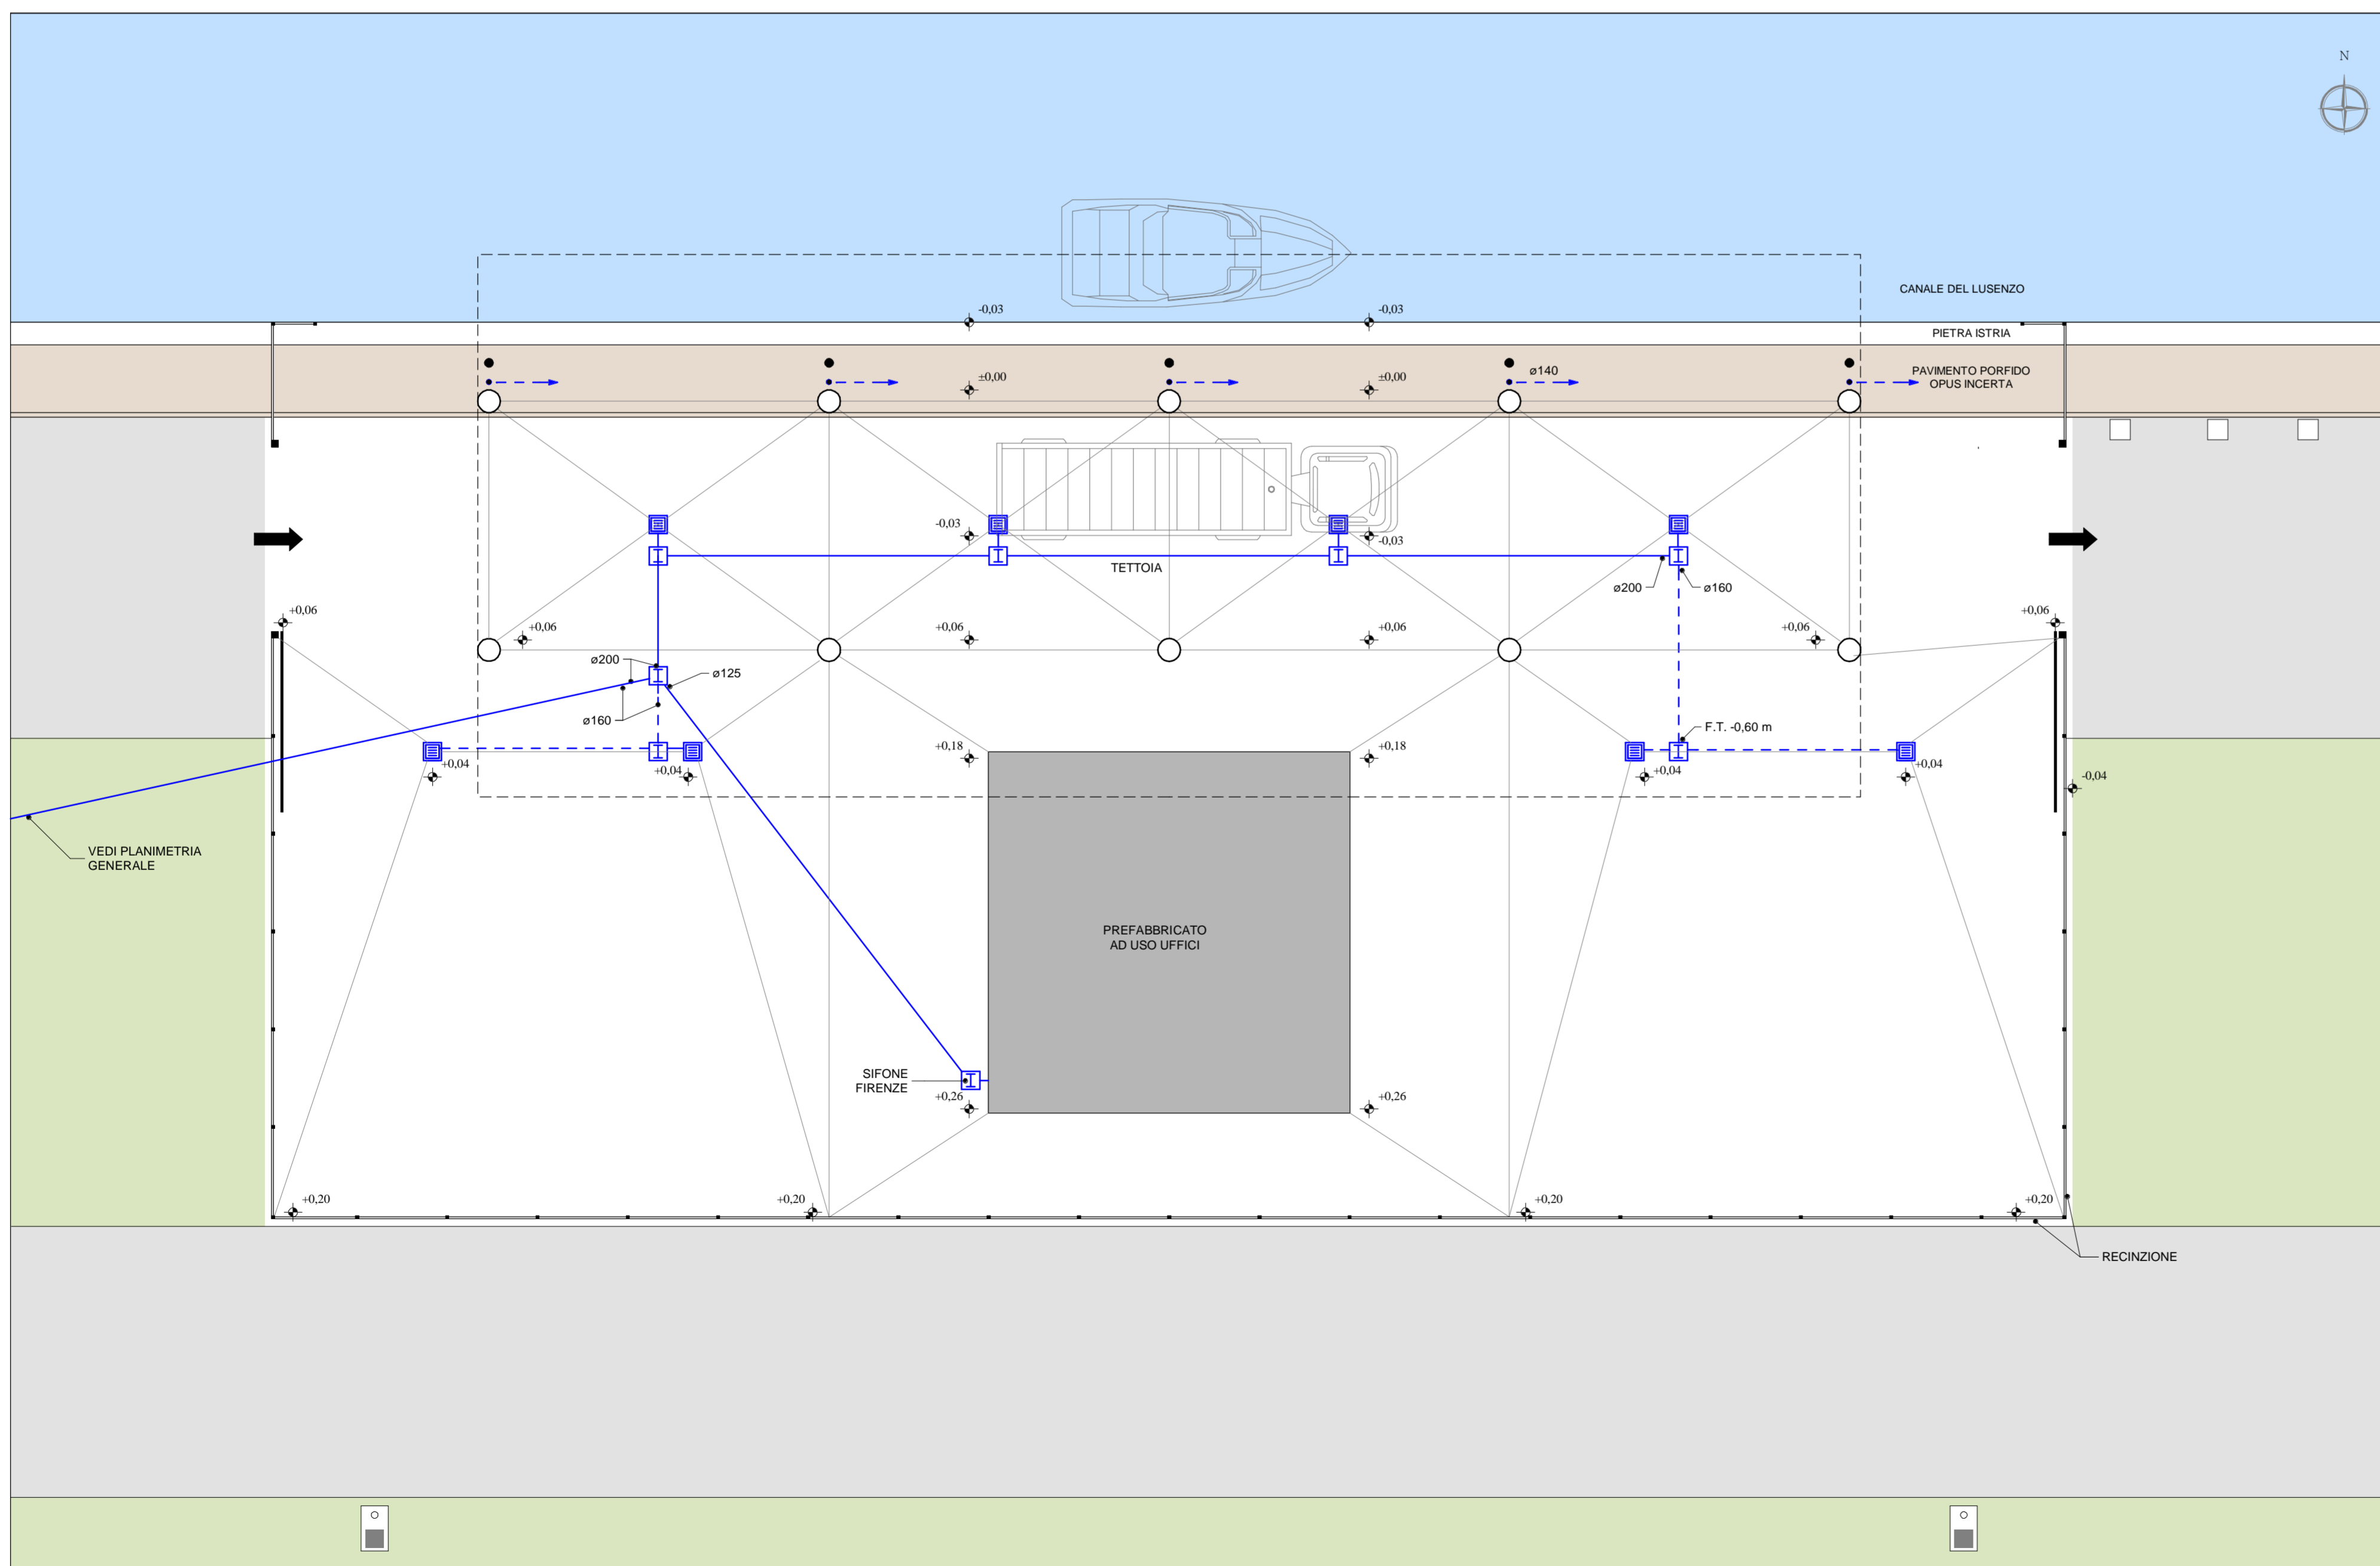 N
CANALE DEL LUSENZO
-0,03
-0,03
PIETRA ISTRIA
PAVIMENTO PORFIDO
OPUS INCERTA
±0,00
±0,00
ø140
-0,03
-0,03
TETTOIA
ø200
ø160
+0,06
+0,06
+0,06
+0,06
+0,06
+0,06
ø200
ø125
ø160
F.T. -0,60 m
+0,18
+0,18
+0,04
+0,04
+0,04
+0,04
-0,04
VEDI PLANIMETRIA
GENERALE
PREFABBRICATO
AD USO UFFICI
SIFONE
FIRENZE
+0,26
+0,26
+0,20
+0,20
+0,20
+0,20
RECINZIONE